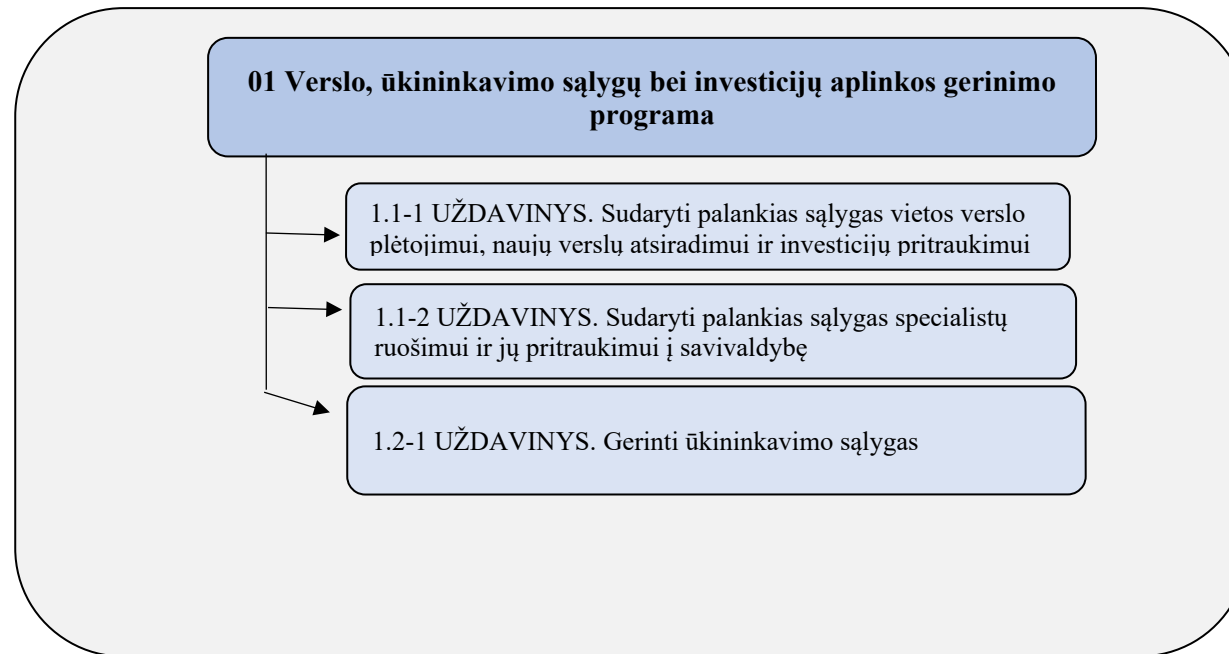 01 Verslo, ūkininkavimo sąlygų bei investicijų aplinkos gerinimo
programa
1.1-1 UŽDAVINYS. Sudaryti palankias sąlygas vietos verslo
plėtojimui, naujų verslų atsiradimui ir investicijų pritraukimui
1.1-2 UŽDAVINYS. Sudaryti palankias sąlygas specialistų
ruošimui ir jų pritraukimui į savivaldybę
1.2-1 UŽDAVINYS. Gerinti ūkininkavimo sąlygas